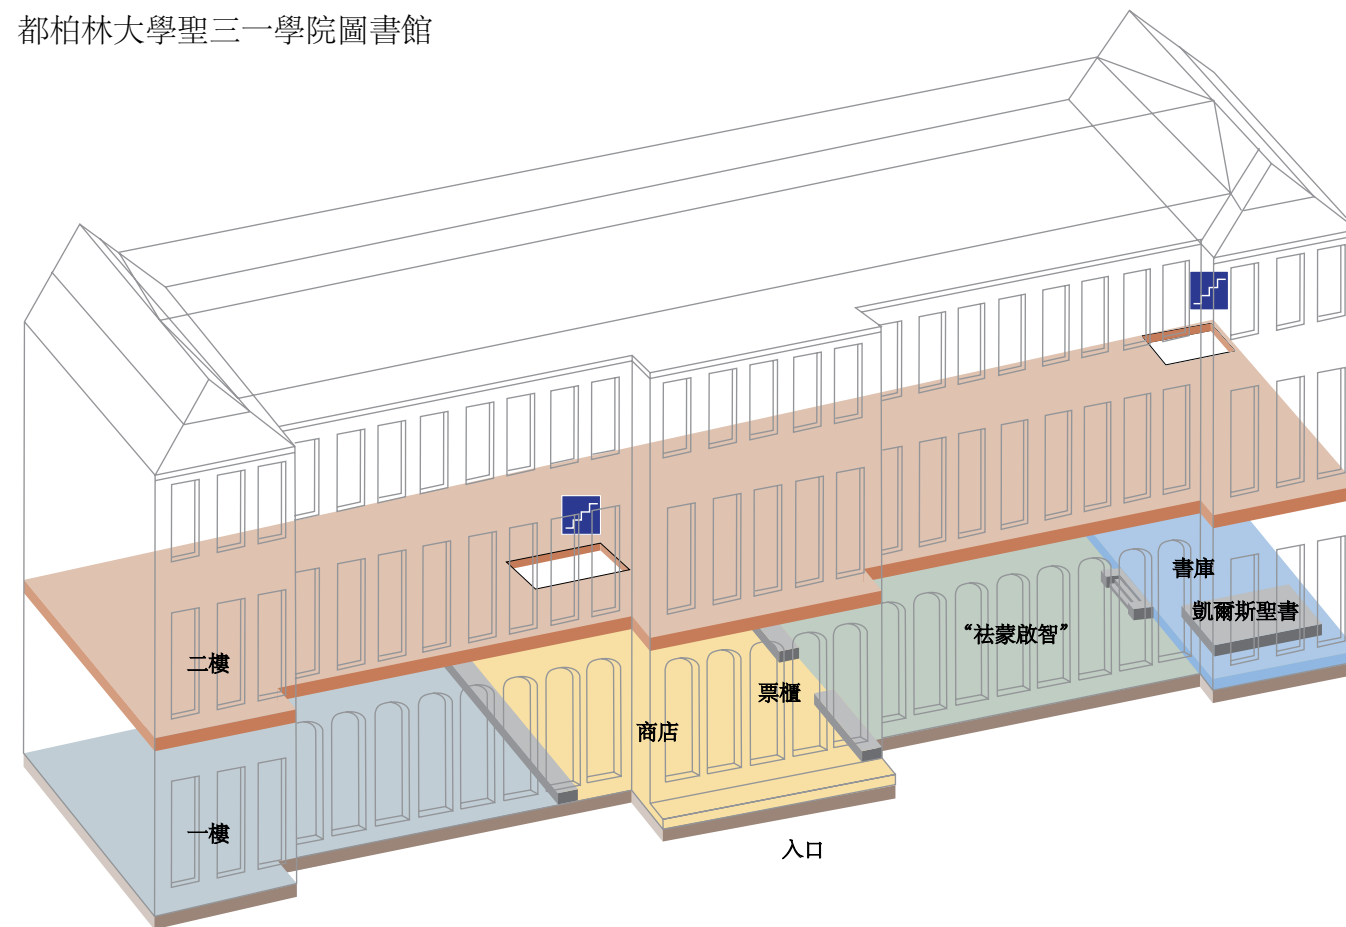 都柏林大學聖三一學院圖書館
書庫
凱爾斯聖書
“祛蒙啟智”
二樓
票櫃
商店
一樓
入口